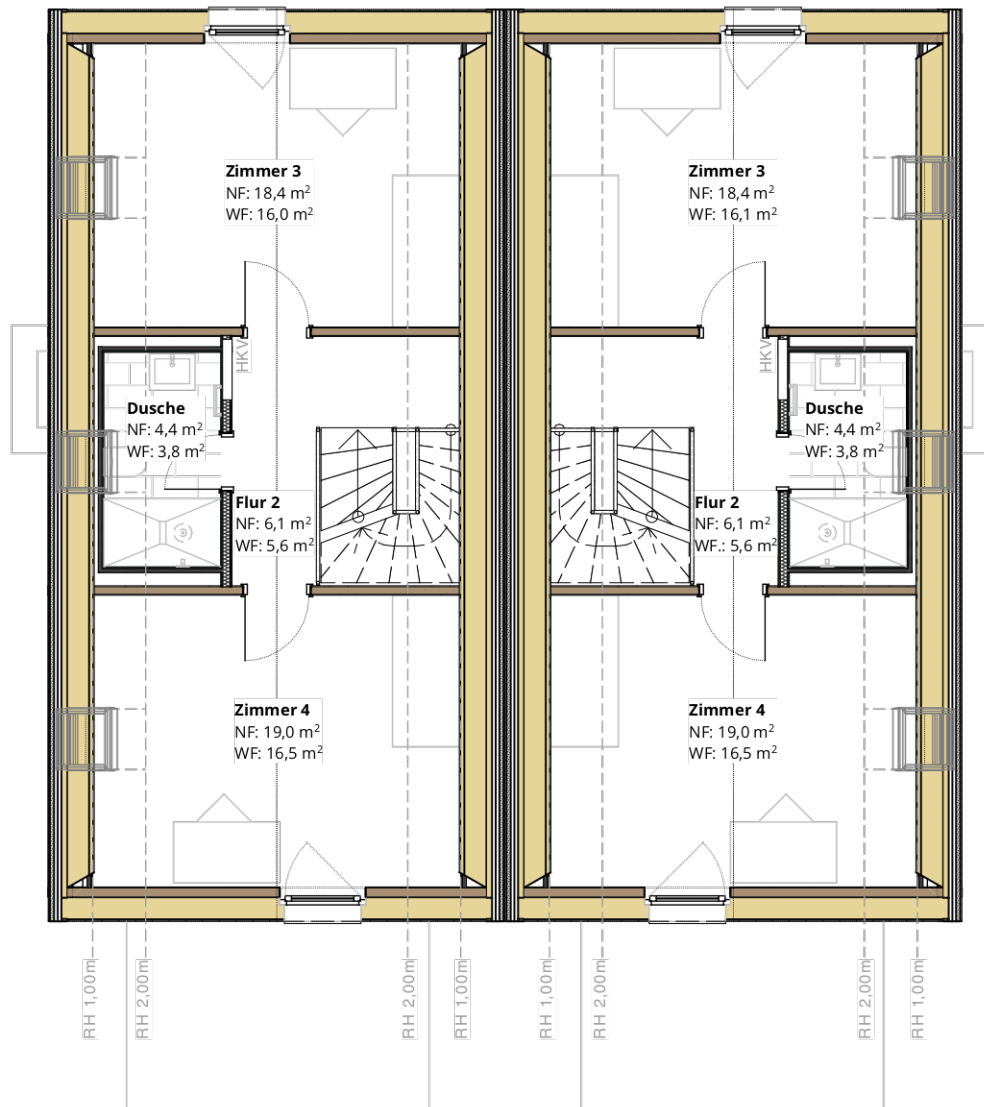 Zimmer 3
NF: 18,4 m²
WF: 16,0 m²
Zimmer 3
NF: 18,4 m²
WF: 16,1 m²
HKV
HKV
Dusche
NF: 4,4 m²
WF: 3,8 m²
Dusche
NF: 4,4 m²
WF: 3,8 m²
Flur 2
NF: 6,1 m²
WF: 5,6 m²
Flur 2
NF: 6,1 m²
WF.: 5,6 m²
Zimmer 4
NF: 19,0 m²
WF: 16,5 m²
Zimmer 4
NF: 19,0 m²
WF: 16,5 m²
RH 1,00m
RH 2,00m
RH 2,00m
RH 1,00m
RH 1,00m
RH 2,00m
RH 2,00m
RH 1,00m